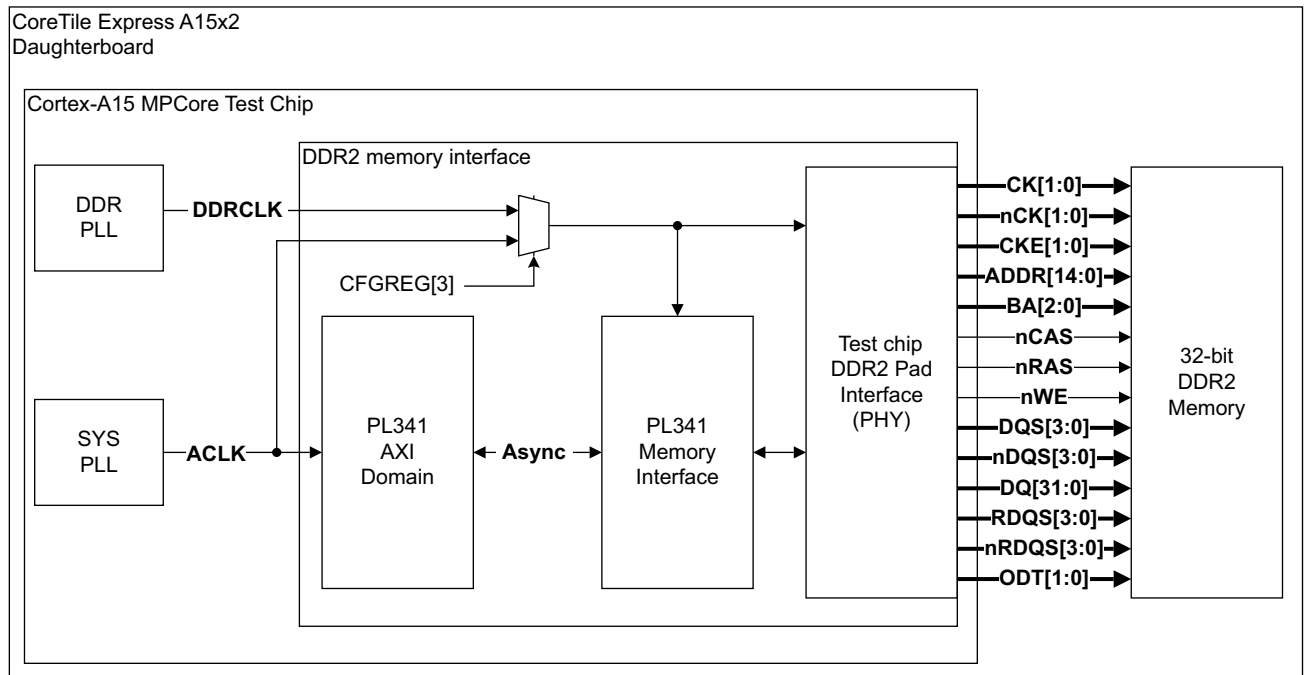 CoreTile Express A15x2
Daughterboard
Cortex-A15 MPCore Test Chip
DDR2 memory interface
DDR
PLL
DDRCLK
CFGREG[3]
SYS
PLL
ACLK
PL341
AXI
Domain
Async
PL341
Memory
Interface
Test chip
DDR2 Pad
Interface
(PHY)
CK[1:0]
nCK[1:0]
CKE[1:0]
ADDR[14:0]
BA[2:0]
nCAS
nRAS
nWE
DQS[3:0]
nDQS[3:0]
DQ[31:0]
RDQS[3:0]
nRDQS[3:0]
ODT[1:0]
32-bit
DDR2
Memory